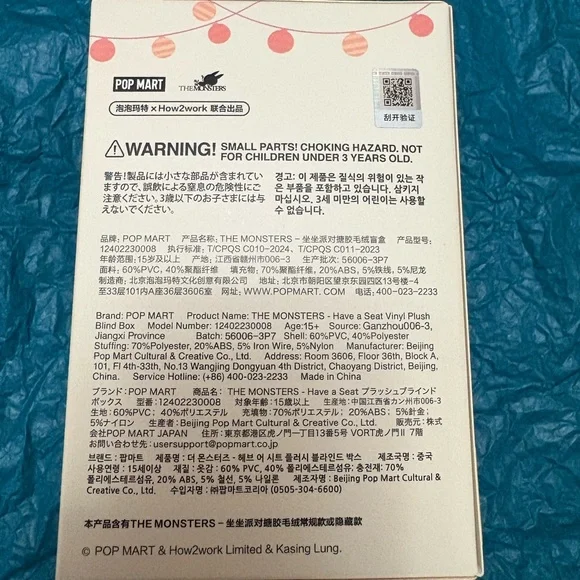 POP MART THE MONSTERS
泡泡玛特 × How2work 联合出品
刮开验证
WARNING! SMALL PARTS! CHOKING HAZARD. NOT
FOR CHILDREN UNDER 3 YEARS OLD.
警告!製品には小さな部品が含まれていますので、誤飲による窒息の危険性にご
注意ください。3歳以下のお子さまには与えないでください。
경고: 이 제품은 질식의 위험이 있는 작
은 부품을 포함하고 있습니다. 삼키지
마십시오. 3세 미만의 어린이는 사용할
수 없습니다.
品牌: POP MART 产品名称: THE MONSTERS – 坐坐派对搪胶毛绒盲盒
产品型号: 12402230008 执行标准: T/CPQS C010-2024、T/CPQS C011-2023
年龄范围: 15岁及以上 产地: 江西省赣州市006-3 生产批次: 56006-3P7
面料: 60%PVC, 40%聚酯纤维 填充物: 70%聚酯纤维, 20%ABS, 5%铁线, 5%尼龙
制造商: 北京泡泡玛特文化创意有限公司 地址: 北京市朝阳区望京东园四区13号楼-4
至33层101内A座36层3606室 网址: WWW.POPMART.COM 电话: 400-023-2233
Brand: POP MART Product Name: THE MONSTERS - Have a Seat Vinyl Plush
Blind Box Model Number: 12402230008 Age:15+ Source: Ganzhou006-3,
Jiangxi Province Batch: 56006-3P7 Shell: 60%PVC, 40%Polyester
Stuffing: 70%Polyester, 20%ABS, 5% Iron Wire, 5%Nylon Manufacturer: Beijing
Pop Mart Cultural & Creative Co., Ltd. Address: Room 3606, Floor 36th, Block A,
101, Fl 4th-33th, No.13 Wangjing Dongyuan 4th District, Chaoyang District, Beijing,
China. Service Hotline: (+86) 400-023-2233 Made in China
ブランド: POP MART 商品名: THE MONSTERS - Have a Seat プラッシュブラインド
ボックス 型番: 12402230008 対象年齢: 15歳以上 生産地: 中国江西省カン州市006-3
生地: 60%PVC; 40%ポリエステル 充填物: 70%ポリエステル; 20%ABS; 5%針金;
5%ナイロン 生産者: Beijing Pop Mart Cultural & Creative Co., Ltd. 販売元: 株式会
社POP MART JAPAN 住所: 東京都港区虎ノ門一丁目13番5号 VORT虎ノ門II 7階
お問い合わせ先: usersupport@popmart.co.jp
브랜드: 팝마트 제품명: 더 몬스터즈 - 해브 어 시트 플러시 블라인드 박스 제조국명: 중국
사용연령: 15세이상 재질: 옷감: 60% PVC, 40% 폴리에스테르섬유, 충전재: 70%
폴리에스테르섬유, 20% ABS, 5% 철선, 5% 나일론 제조자명: Beijing Pop Mart Cultural &
Creative Co., Ltd. 수입자명: ㈜팝마트코리아 (0505-304-6600)
本产品含有THE MONSTERS - 坐坐派对搪胶毛绒常规款或隐藏款
© POP MART & How2work Limited & Kasing Lung.